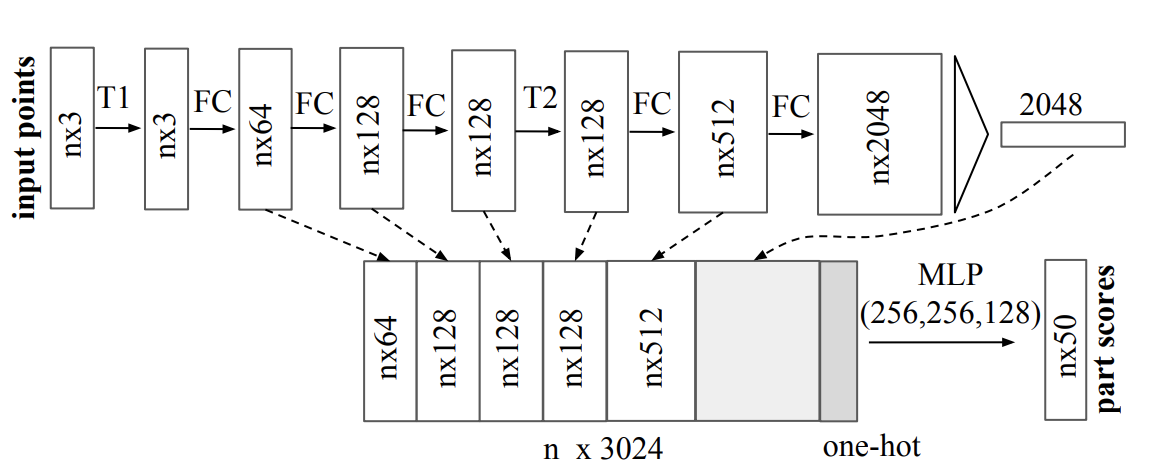 input points
nx3
T1
nx3
FC
nx64
FC
nx128
FC
nx128
T2
nx128
FC
nx512
FC
nx2048
2048
nx64
nx128
nx128
nx128
nx512
n x 3024
one-hot
MLP
(256,256,128)
nx50
part scores